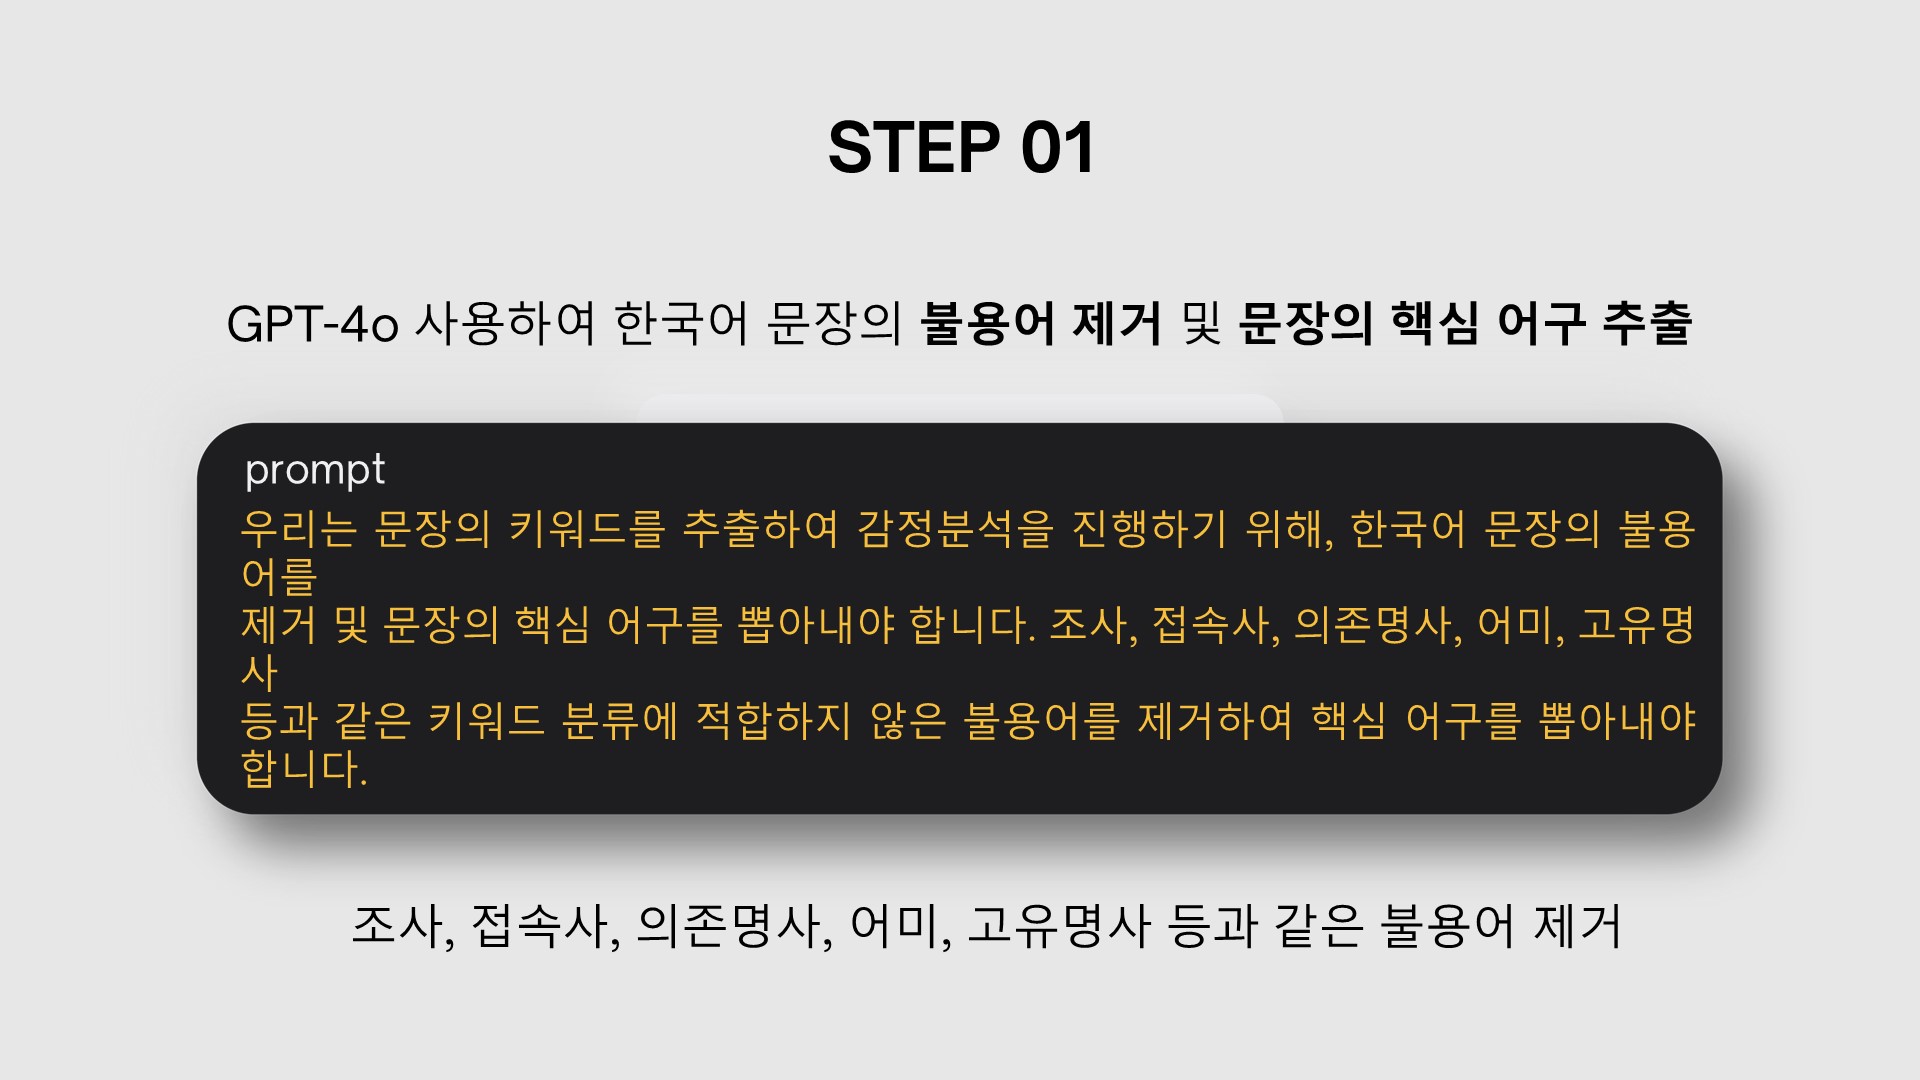 STEP 01
GPT-4o 사용하여 한국어 문장의 불용어 제거 및 문장의 핵심 어구 추출
prompt
우리는 문장의 키워드를 추출하여 감정분석을 진행하기 위해, 한국어 문장의 불용
어를
제거 및 문장의 핵심 어구를 뽑아내야 합니다. 조사, 접속사, 의존명사, 어미, 고유명
사
등과 같은 키워드 분류에 적합하지 않은 불용어를 제거하여 핵심 어구를 뽑아내야
합니다.
조사, 접속사, 의존명사, 어미, 고유명사 등과 같은 불용어 제거